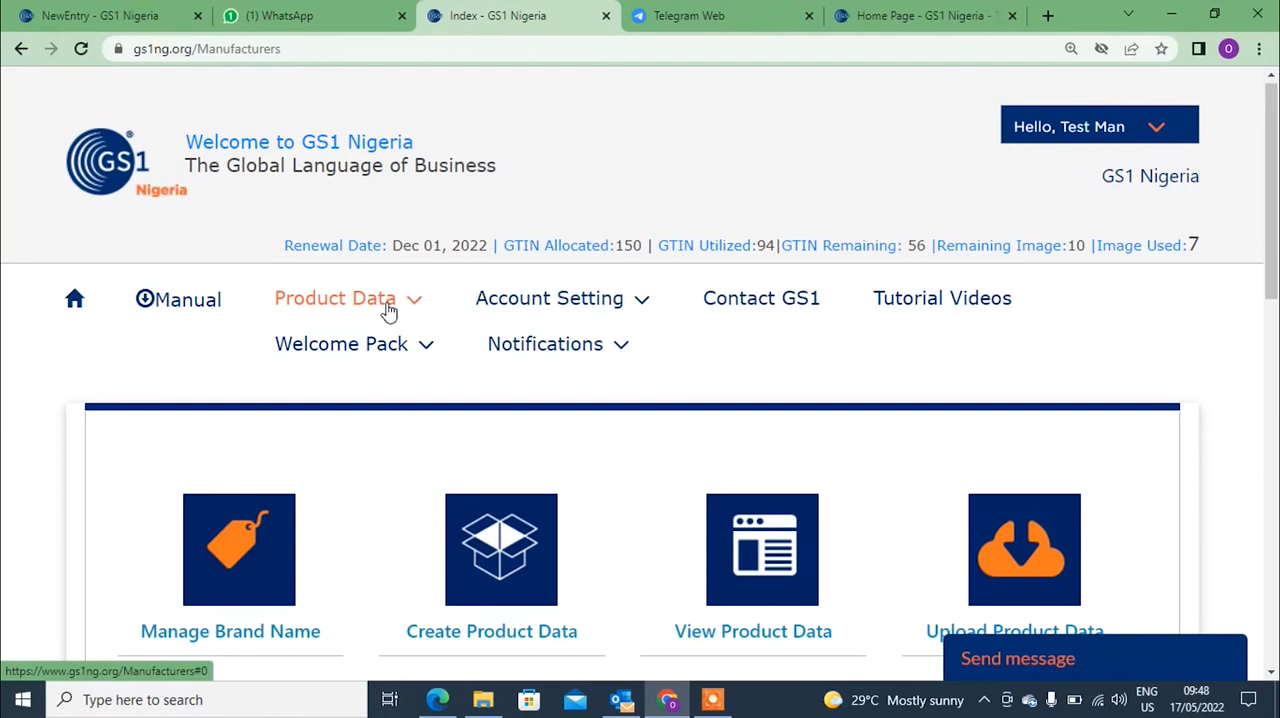 NewEntry - GS1 Nigeria
(1) WhatsApp
Index - GS1 Nigeria
Telegram Web
Home Page - GS1 Nigeria -
gs1ng.org/Manufacturers
O
GS1
Nigeria
Welcome to GS1 Nigeria
The Global Language of Business
Hello, Test Man
GS1 Nigeria
Renewal Date: Dec 01, 2022 | GTIN Allocated:150 | GTIN Utilized:94|GTIN Remaining: 56 |Remaining Image:10 |Image Used:7
Manual Product Data Account Setting Contact GS1 Tutorial Videos
Welcome Pack Notifications
Manage Brand Name Create Product Data View Product Data Upload Product Data
Send message
https://www.gs1ng.org/Manufacturers#0
Type here to search
29°C Mostly sunny
ENG
US
09:48
17/05/2022